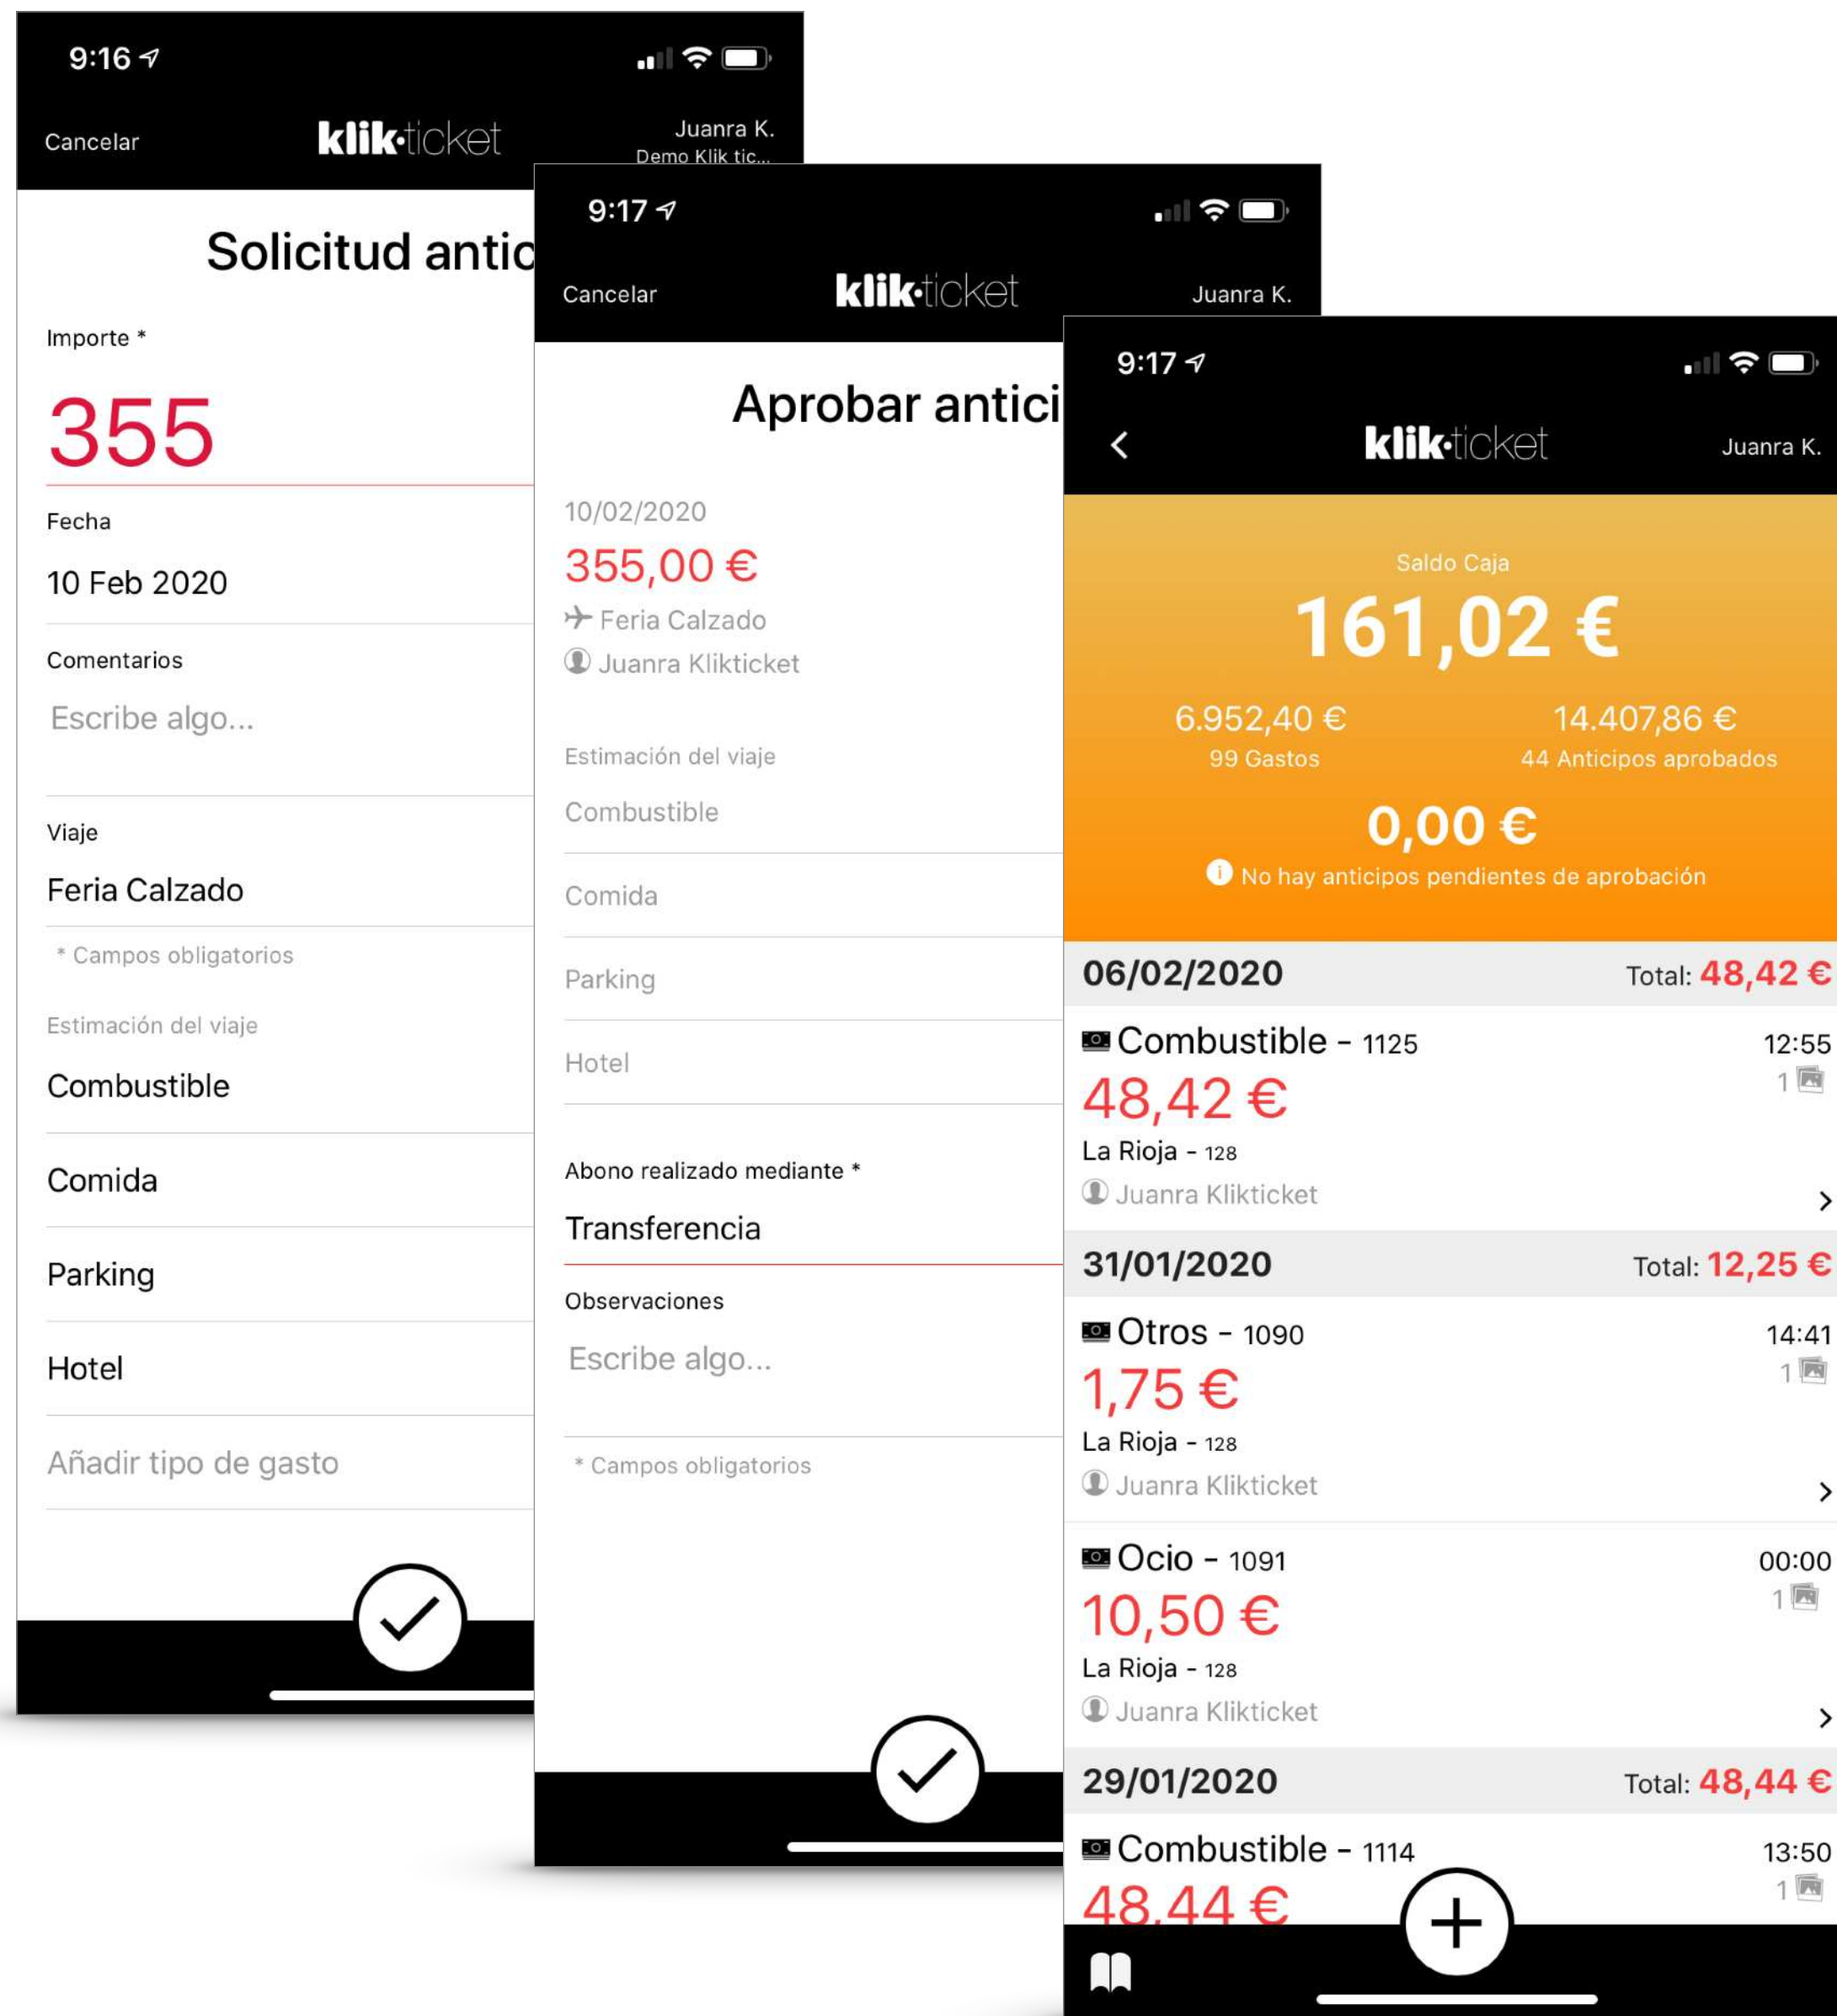 9:16
Cancelar
klik·ticket
Juanra K.
Demo Klik tic...
Solicitud antic
Importe *
355
Fecha
10 Feb 2020
Comentarios
Escribe algo...
Viaje
Feria Calzado
* Campos obligatorios
Estimación del viaje
Combustible
Comida
Parking
Hotel
Añadir tipo de gasto
9:17
Cancelar
klik·ticket
Juanra K.
Aprobar antici
10/02/2020
355,00 €
Feria Calzado
Juanra Klikticket
Estimación del viaje
Combustible
Comida
Parking
Hotel
Abono realizado mediante *
Transferencia
Observaciones
Escribe algo...
* Campos obligatorios
9:17
klik·ticket
Juanra K.
Saldo Caja
161,02 €
6.952,40 € 14.407,86 €
99 Gastos 44 Anticipos aprobados
0,00 €
No hay anticipos pendientes de aprobación
06/02/2020 Total: 48,42 €
Combustible - 1125 12:55
48,42 € 1
La Rioja - 128
Juanra Klikticket
31/01/2020 Total: 12,25 €
Otros - 1090 14:41
1,75 € 1
La Rioja - 128
Juanra Klikticket
Ocio - 1091 00:00
10,50 € 1
La Rioja - 128
Juanra Klikticket
29/01/2020 Total: 48,44 €
Combustible - 1114 13:50
48,44 € 1